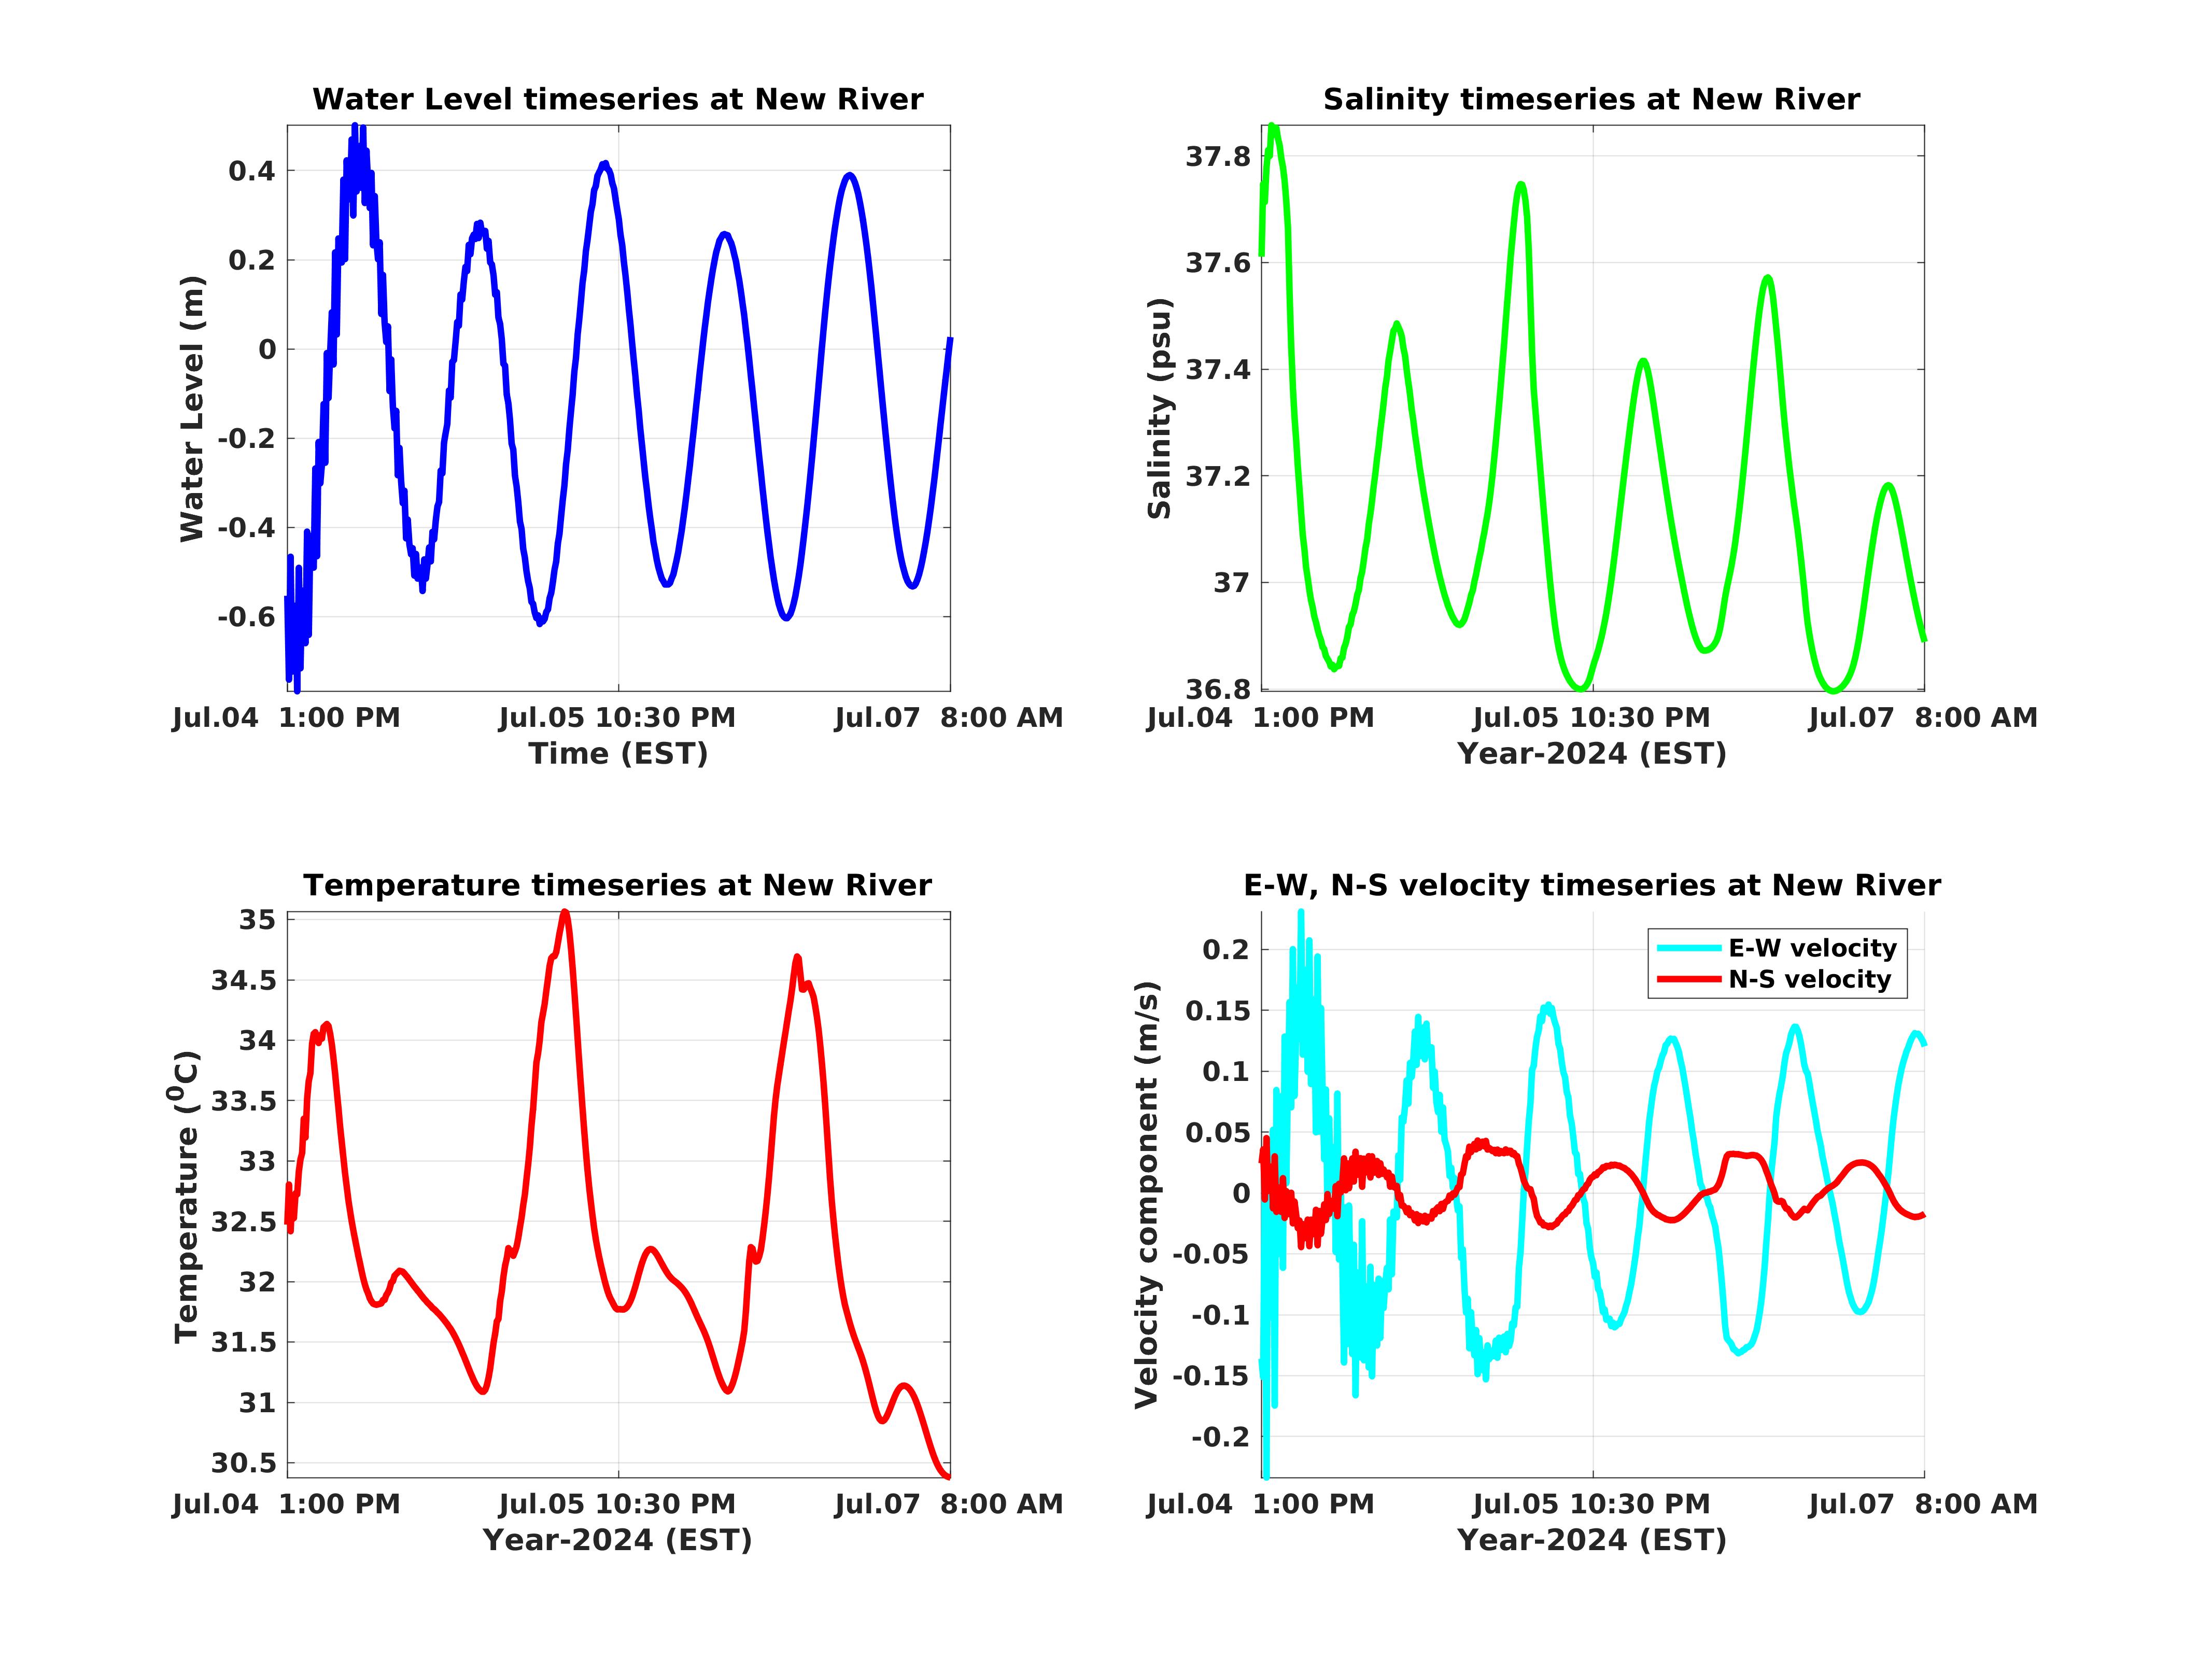 Water Level timeseries at New River
Water Level (m)
0.4
0.2
0
-0.2
-0.4
-0.6
Jul.04 1:00 PM
Jul.05 10:30 PM
Jul.07 8:00 AM
Time (EST)
Salinity timeseries at New River
Salinity (psu)
37.8
37.6
37.4
37.2
37
36.8
Jul.04 1:00 PM
Jul.05 10:30 PM
Jul.07 8:00 AM
Year-2024 (EST)
Temperature timeseries at New River
Temperature (⁰C)
35
34.5
34
33.5
33
32.5
32
31.5
31
30.5
Jul.04 1:00 PM
Jul.05 10:30 PM
Jul.07 8:00 AM
Year-2024 (EST)
E-W, N-S velocity timeseries at New River
Velocity component (m/s)
0.2
0.15
0.1
0.05
0
-0.05
-0.1
-0.15
-0.2
E-W velocity
N-S velocity
Jul.04 1:00 PM
Jul.05 10:30 PM
Jul.07 8:00 AM
Year-2024 (EST)